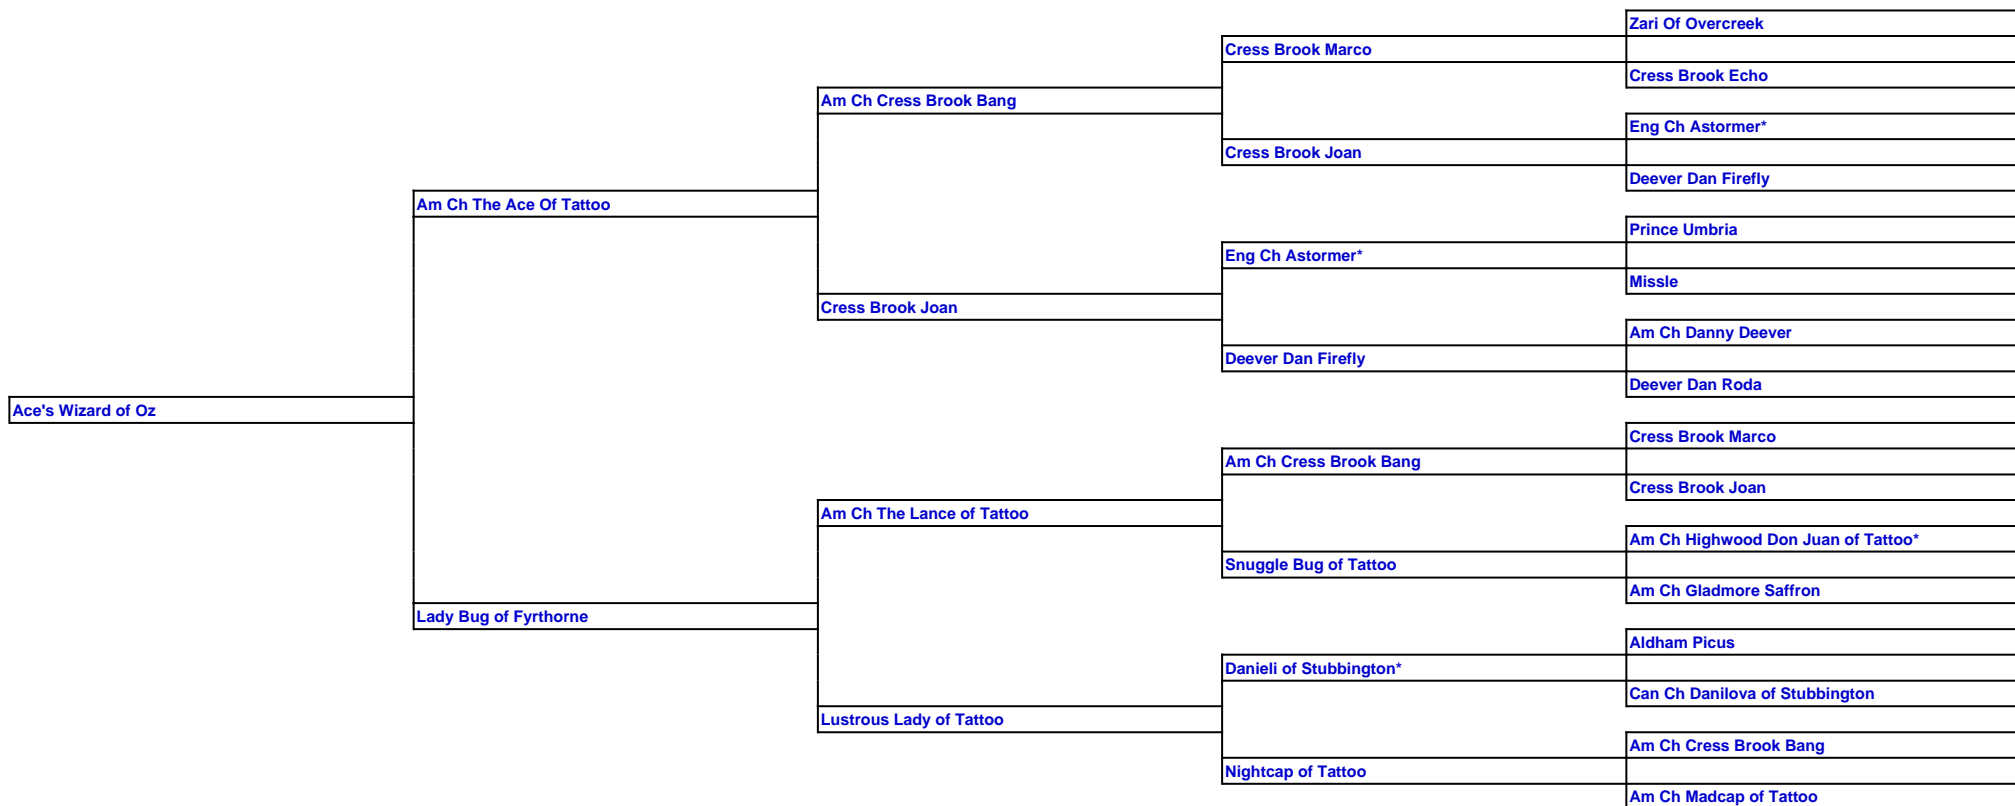 Zari Of Overcreek
Cress Brook Marco
Cress Brook Echo
Am Ch Cress Brook Bang
Eng Ch Astormer*
Cress Brook Joan
Deever Dan Firefly
Am Ch The Ace Of Tattoo
Prince Umbria
Eng Ch Astormer*
Missle
Cress Brook Joan
Am Ch Danny Deever
Deever Dan Firefly
Deever Dan Roda
Ace's Wizard of Oz
Cress Brook Marco
Am Ch Cress Brook Bang
Cress Brook Joan
Am Ch The Lance of Tattoo
Am Ch Highwood Don Juan of Tattoo*
Snuggle Bug of Tattoo
Am Ch Gladmore Saffron
Lady Bug of Fyrthorne
Aldham Picus
Danieli of Stubbington*
Can Ch Danilova of Stubbington
Lustrous Lady of Tattoo
Am Ch Cress Brook Bang
Nightcap of Tattoo
Am Ch Madcap of Tattoo